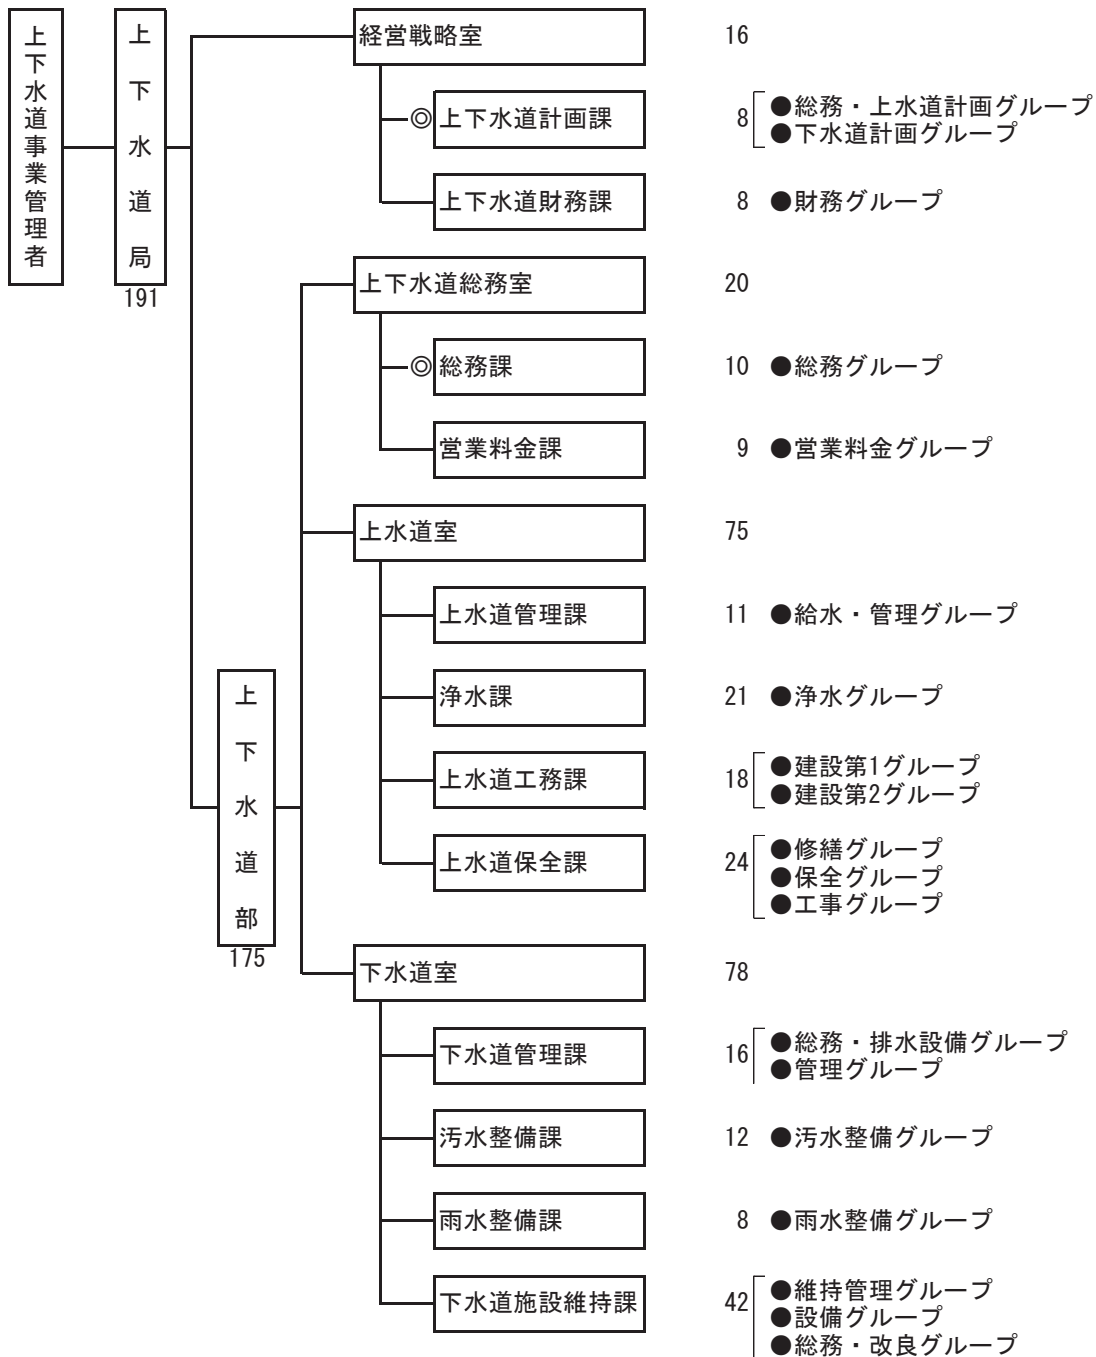 上下水道事業管理者
上下水道局
191
経営戦略室 16
◎上下水道計画課 8 ●総務・上水道計画グループ
●下水道計画グループ
上下水道財務課 8 ●財務グループ
上下水道部
175
上下水道総務室 20
◎総務課 10 ●総務グループ
営業料金課 9 ●営業料金グループ
上水道室 75
上水道管理課 11 ●給水・管理グループ
浄水課 21 ●浄水グループ
上水道工務課 18 ●建設第1グループ
●建設第2グループ
上水道保全課 24 ●修繕グループ
●保全グループ
●工事グループ
下水道室 78
下水道管理課 16 ●総務・排水設備グループ
●管理グループ
汚水整備課 12 ●汚水整備グループ
雨水整備課 8 ●雨水整備グループ
下水道施設維持課 42 ●維持管理グループ
●設備グループ
●総務・改良グループ